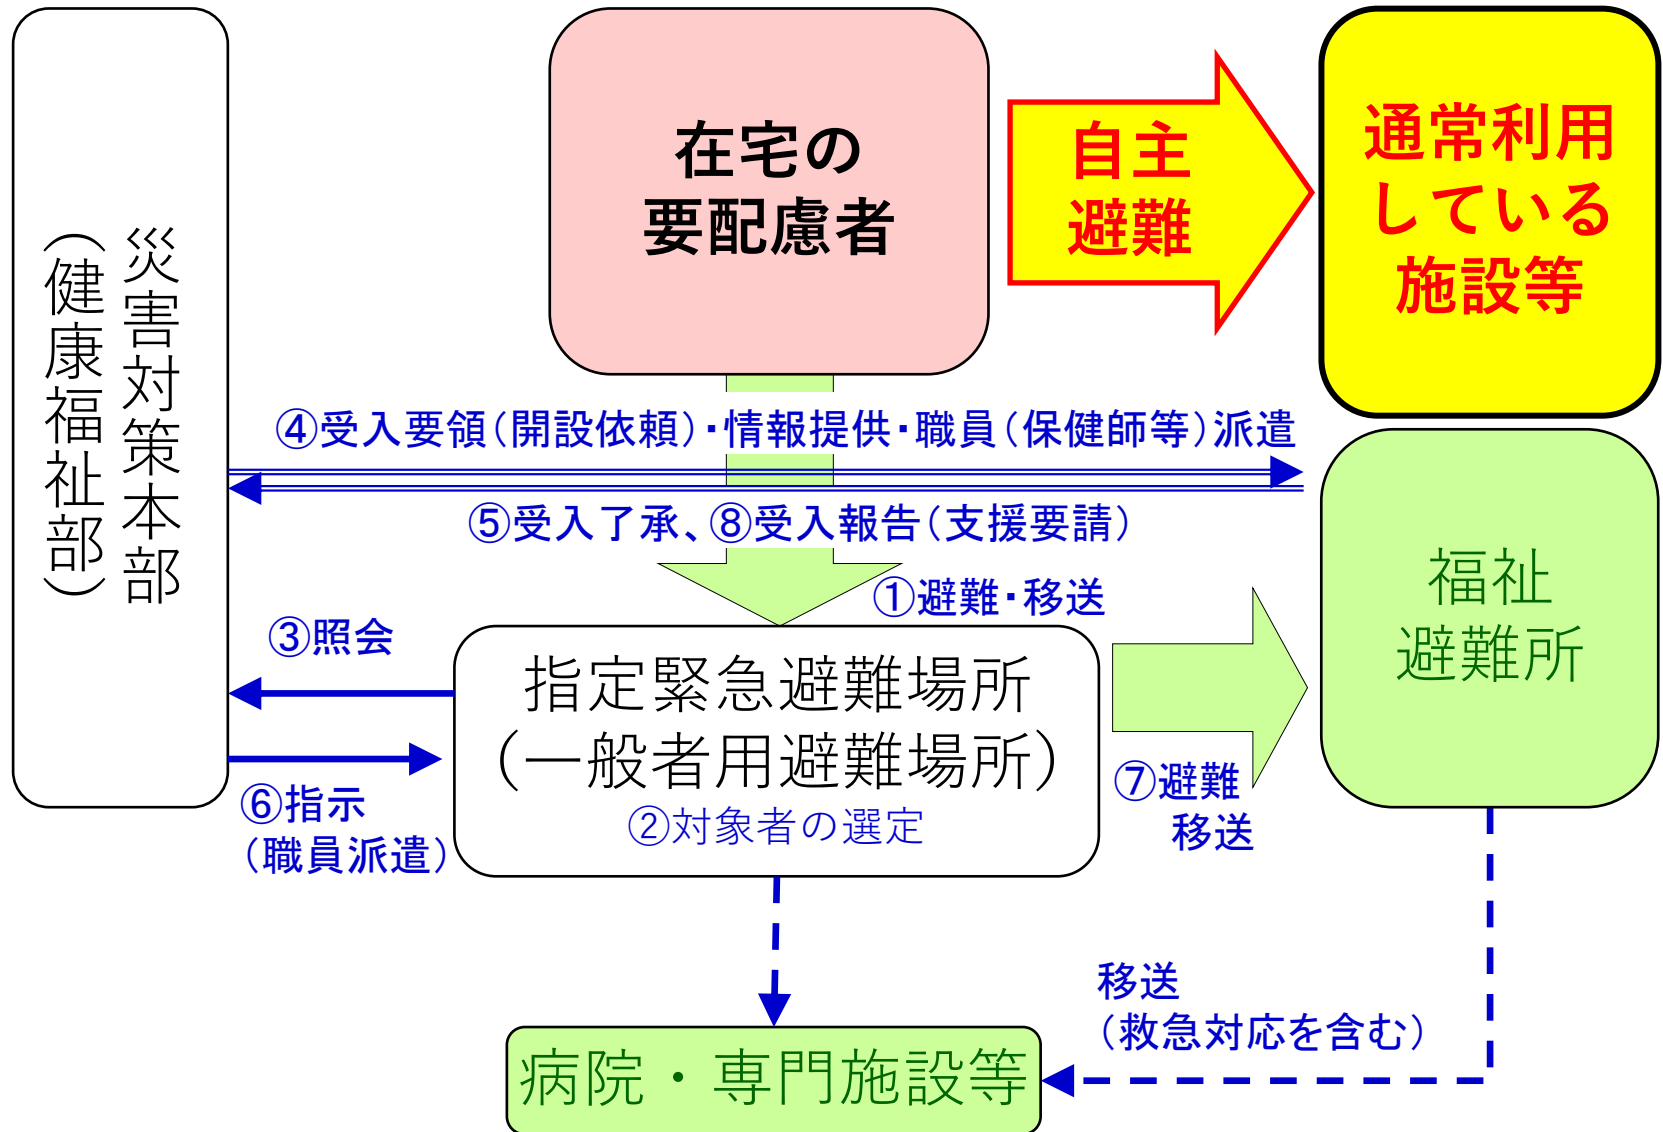 災害対策本部
（健康福祉部）
在宅の
要配慮者
自主
避難
通常利用
している
施設等
④受入要領（開設依頼）・情報提供・職員（保健師等）派遣
⑤受入了承、⑧受入報告（支援要請）
①避難・移送
③照会
指定緊急避難場所
（一般者用避難場所）
②対象者の選定
⑥指示
（職員派遣）
福祉
避難所
⑦避難
移送
移送
（救急対応を含む）
病院・専門施設等